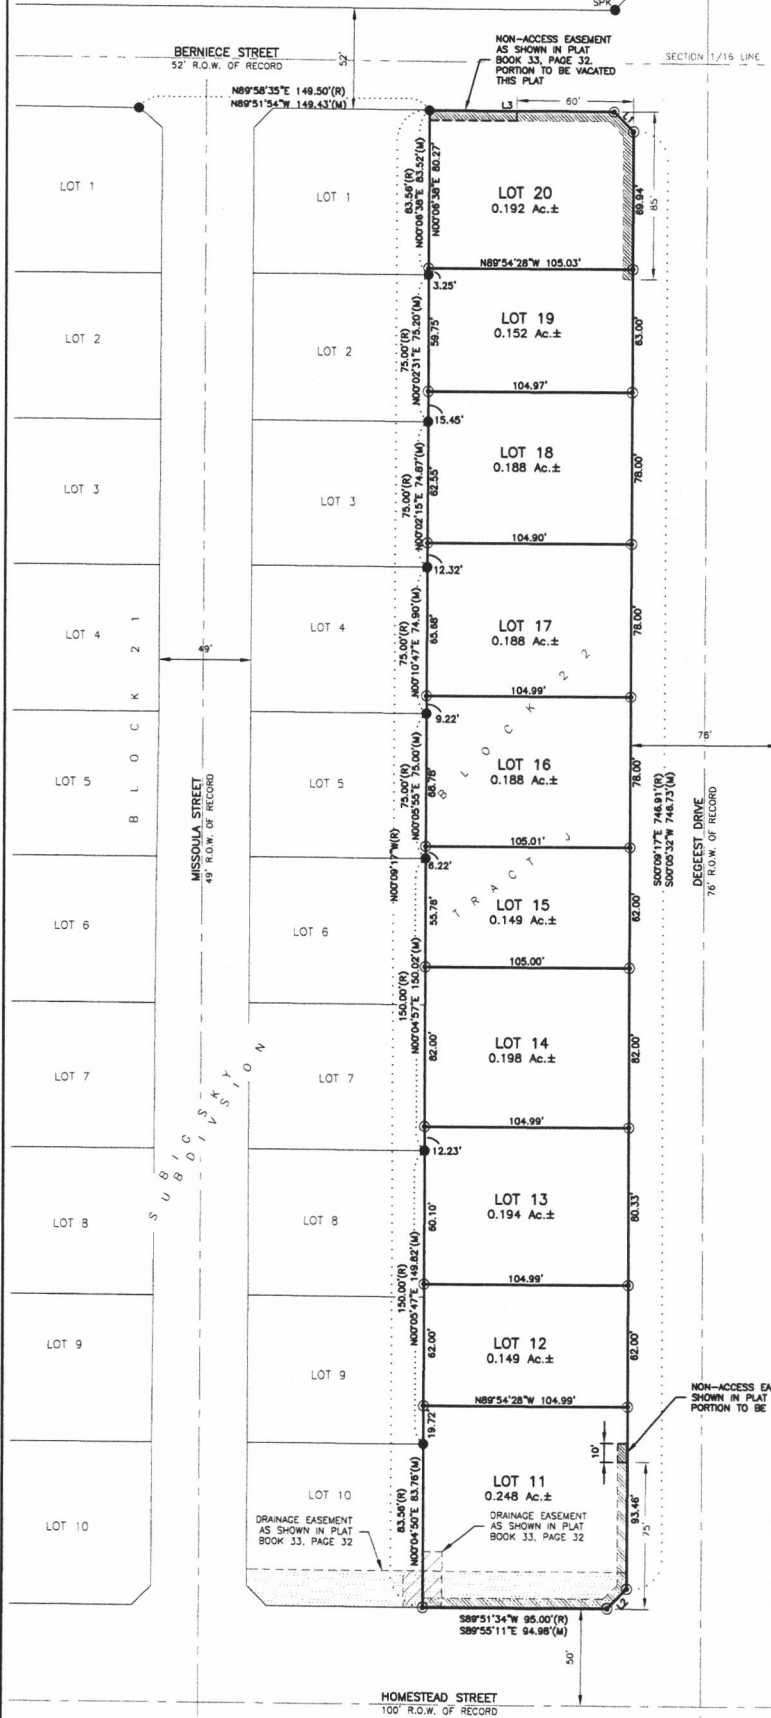 SPK
NON-ACCESS EASEMENT
AS SHOWN IN PLAT
BOOK 33, PAGE 32.
PORTION TO BE VACATED
THIS PLAT
BERNIECE STREET
52' R.O.W. OF RECORD
52'
SECTION 1/16 LINE
N89°58'35"E 149.50'(R)
N89°51'54"W 149.43'(M)
L3
60'
L1
LOT 1
LOT 1
83.56'(R)
N00°06'38"E 83.52'(M)
N00°06'38"E 80.27'
LOT 20
0.192 Ac.±
69.94'
85'
N89°54'28"W 105.03'
3.25'
LOT 2
LOT 2
75.00'(R)
N00°02'31"E 75.20'(M)
59.75'
LOT 19
0.152 Ac.±
63.00'
104.97'
15.45'
LOT 3
LOT 3
75.00'(R)
N00°02'15"E 74.87'(M)
62.55'
LOT 18
0.188 Ac.±
78.00'
104.90'
12.32'
LOT 4
BLOCK 21
49'
LOT 4
75.00'(R)
N00°10'47"E 74.90'(M)
65.68'
LOT 17
0.188 Ac.±
78.00'
104.99'
9.22'
BLOCK 22
76'
LOT 5
MISSOULA STREET
49' R.O.W. OF RECORD
LOT 5
75.00'(R)
N00°05'55"E 75.00'(M)
68.78'
LOT 16
0.188 Ac.±
78.00'
S00°09'17"E 746.91'(R)
S00°05'32"W 746.73'(M)
DEGEEST DRIVE
76' R.O.W. OF RECORD
105.01'
6.22'
N00°09'17"W(R)
TRACT J
LOT 6
LOT 6
55.78'
LOT 15
0.149 Ac.±
62.00'
105.00'
150.00'(R)
N00°04'57"E 150.02'(M)
LOT 7
LOT 7
82.00'
LOT 14
0.198 Ac.±
82.00'
104.99'
12.23'
BIG SKY
SUBDIVISION
LOT 8
LOT 8
60.10'
LOT 13
0.194 Ac.±
80.33'
104.99'
150.00'(R)
N00°05'47"E 149.82'(M)
LOT 9
LOT 9
62.00'
LOT 12
0.149 Ac.±
62.00'
N89°54'28"W 104.99'
19.72'
NON-ACCESS EA
SHOWN IN PLAT
PORTION TO BE
10'
LOT 10
LOT 10
83.56'(R)
N00°04'50"E 83.76'(M)
LOT 11
0.248 Ac.±
93.46'
75'
DRAINAGE EASEMENT
AS SHOWN IN PLAT
BOOK 33, PAGE 32
DRAINAGE EASEMENT
AS SHOWN IN PLAT
BOOK 33, PAGE 32
L2
S89°51'34"W 95.00'(R)
S89°55'11"E 94.98'(M)
50'
HOMESTEAD STREET
100' R.O.W. OF RECORD